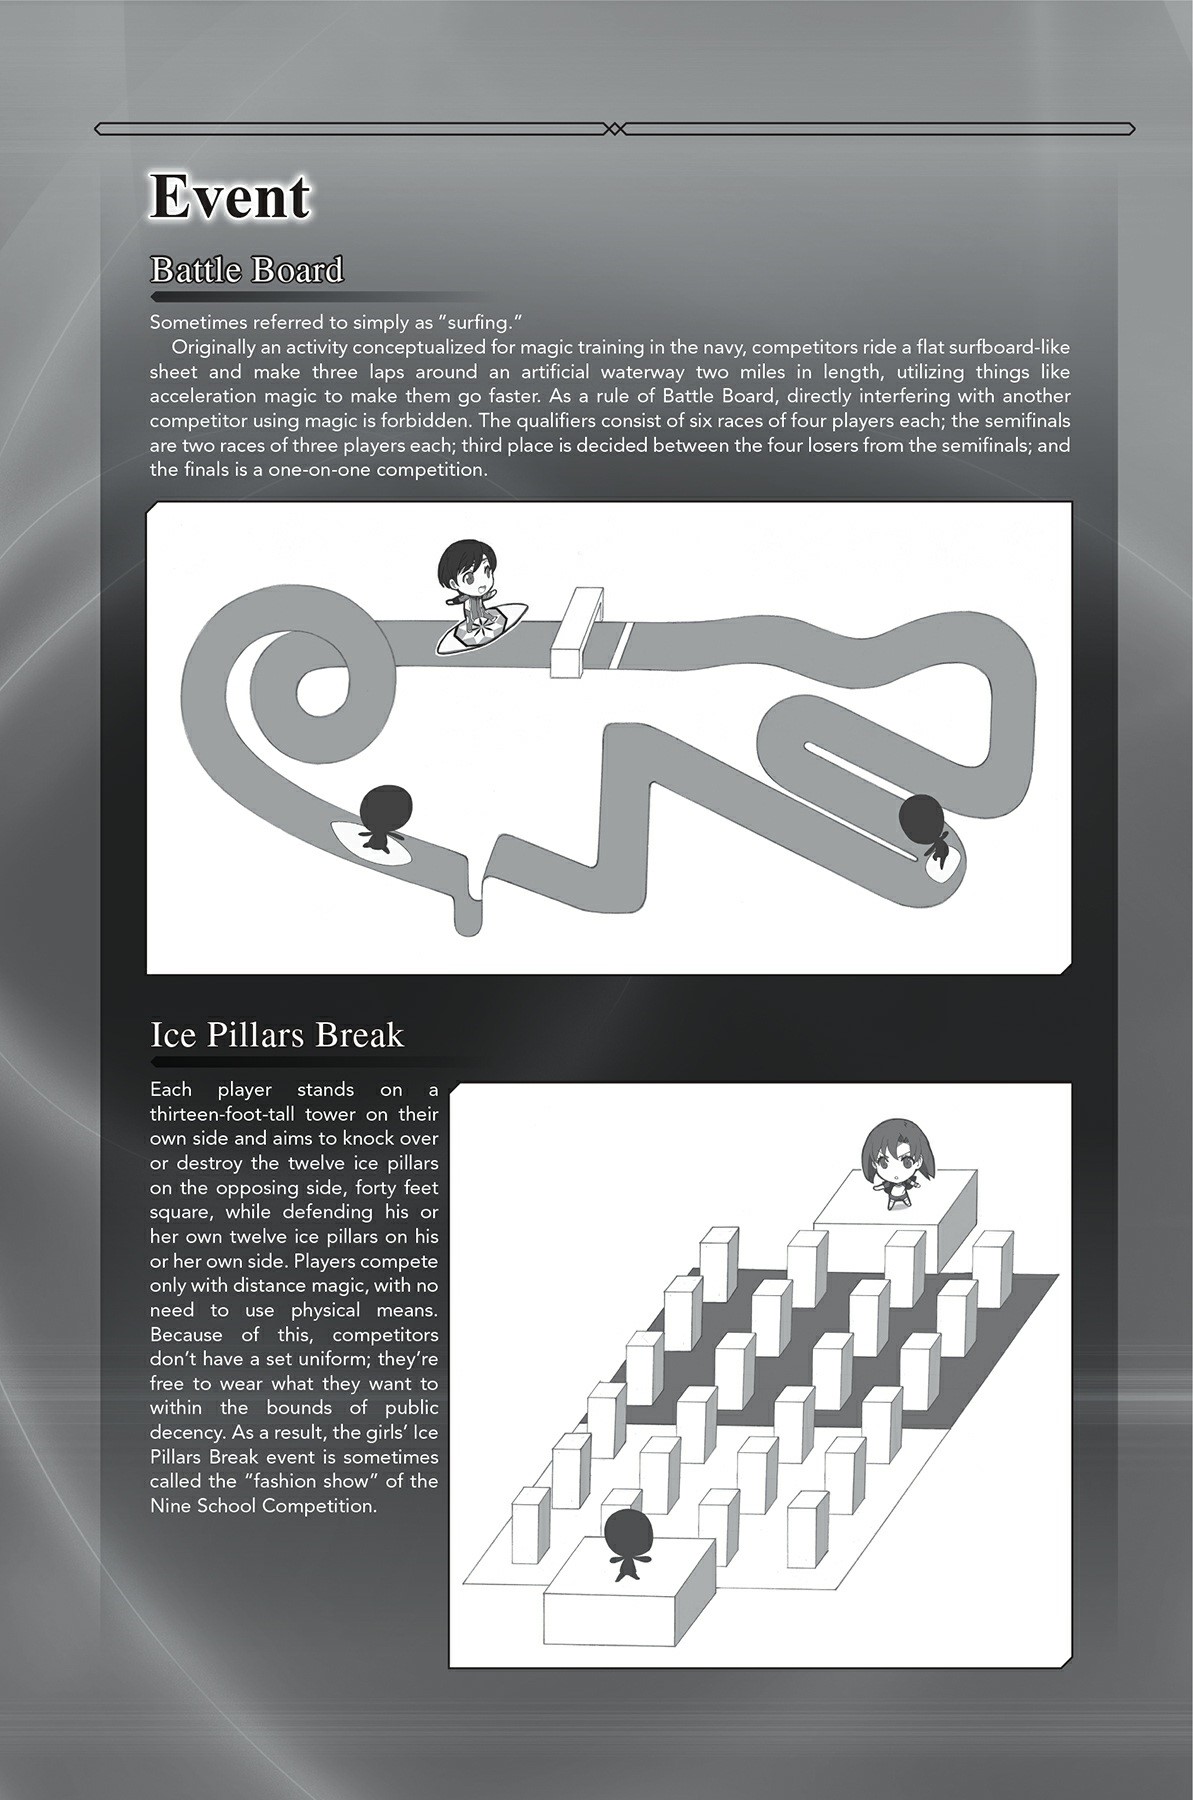 Event
Battle Board
Sometimes referred to simply as “surfing.”
Originally an activity conceptualized for magic training in the navy, competitors ride a flat surfboard-like
sheet and make three laps around an artificial waterway two miles in length, utilizing things like
acceleration magic to make them go faster. As a rule of Battle Board, directly interfering with another
competitor using magic is forbidden. The qualifiers consist of six races of four players each; the semifinals
are two races of three players each; third place is decided between the four losers from the semifinals; and
the finals is a one-on-one competition.
Ice Pillars Break
Each player stands on a
thirteen-foot-tall tower on their
own side and aims to knock over
or destroy the twelve ice pillars
on the opposing side, forty feet
square, while defending his or
her own twelve ice pillars on his
or her own side. Players compete
only with distance magic, with no
need to use physical means.
Because of this, competitors
don’t have a set uniform; they’re
free to wear what they want to
within the bounds of public
decency. As a result, the girls’ Ice
Pillars Break event is sometimes
called the “fashion show” of the
Nine School Competition.